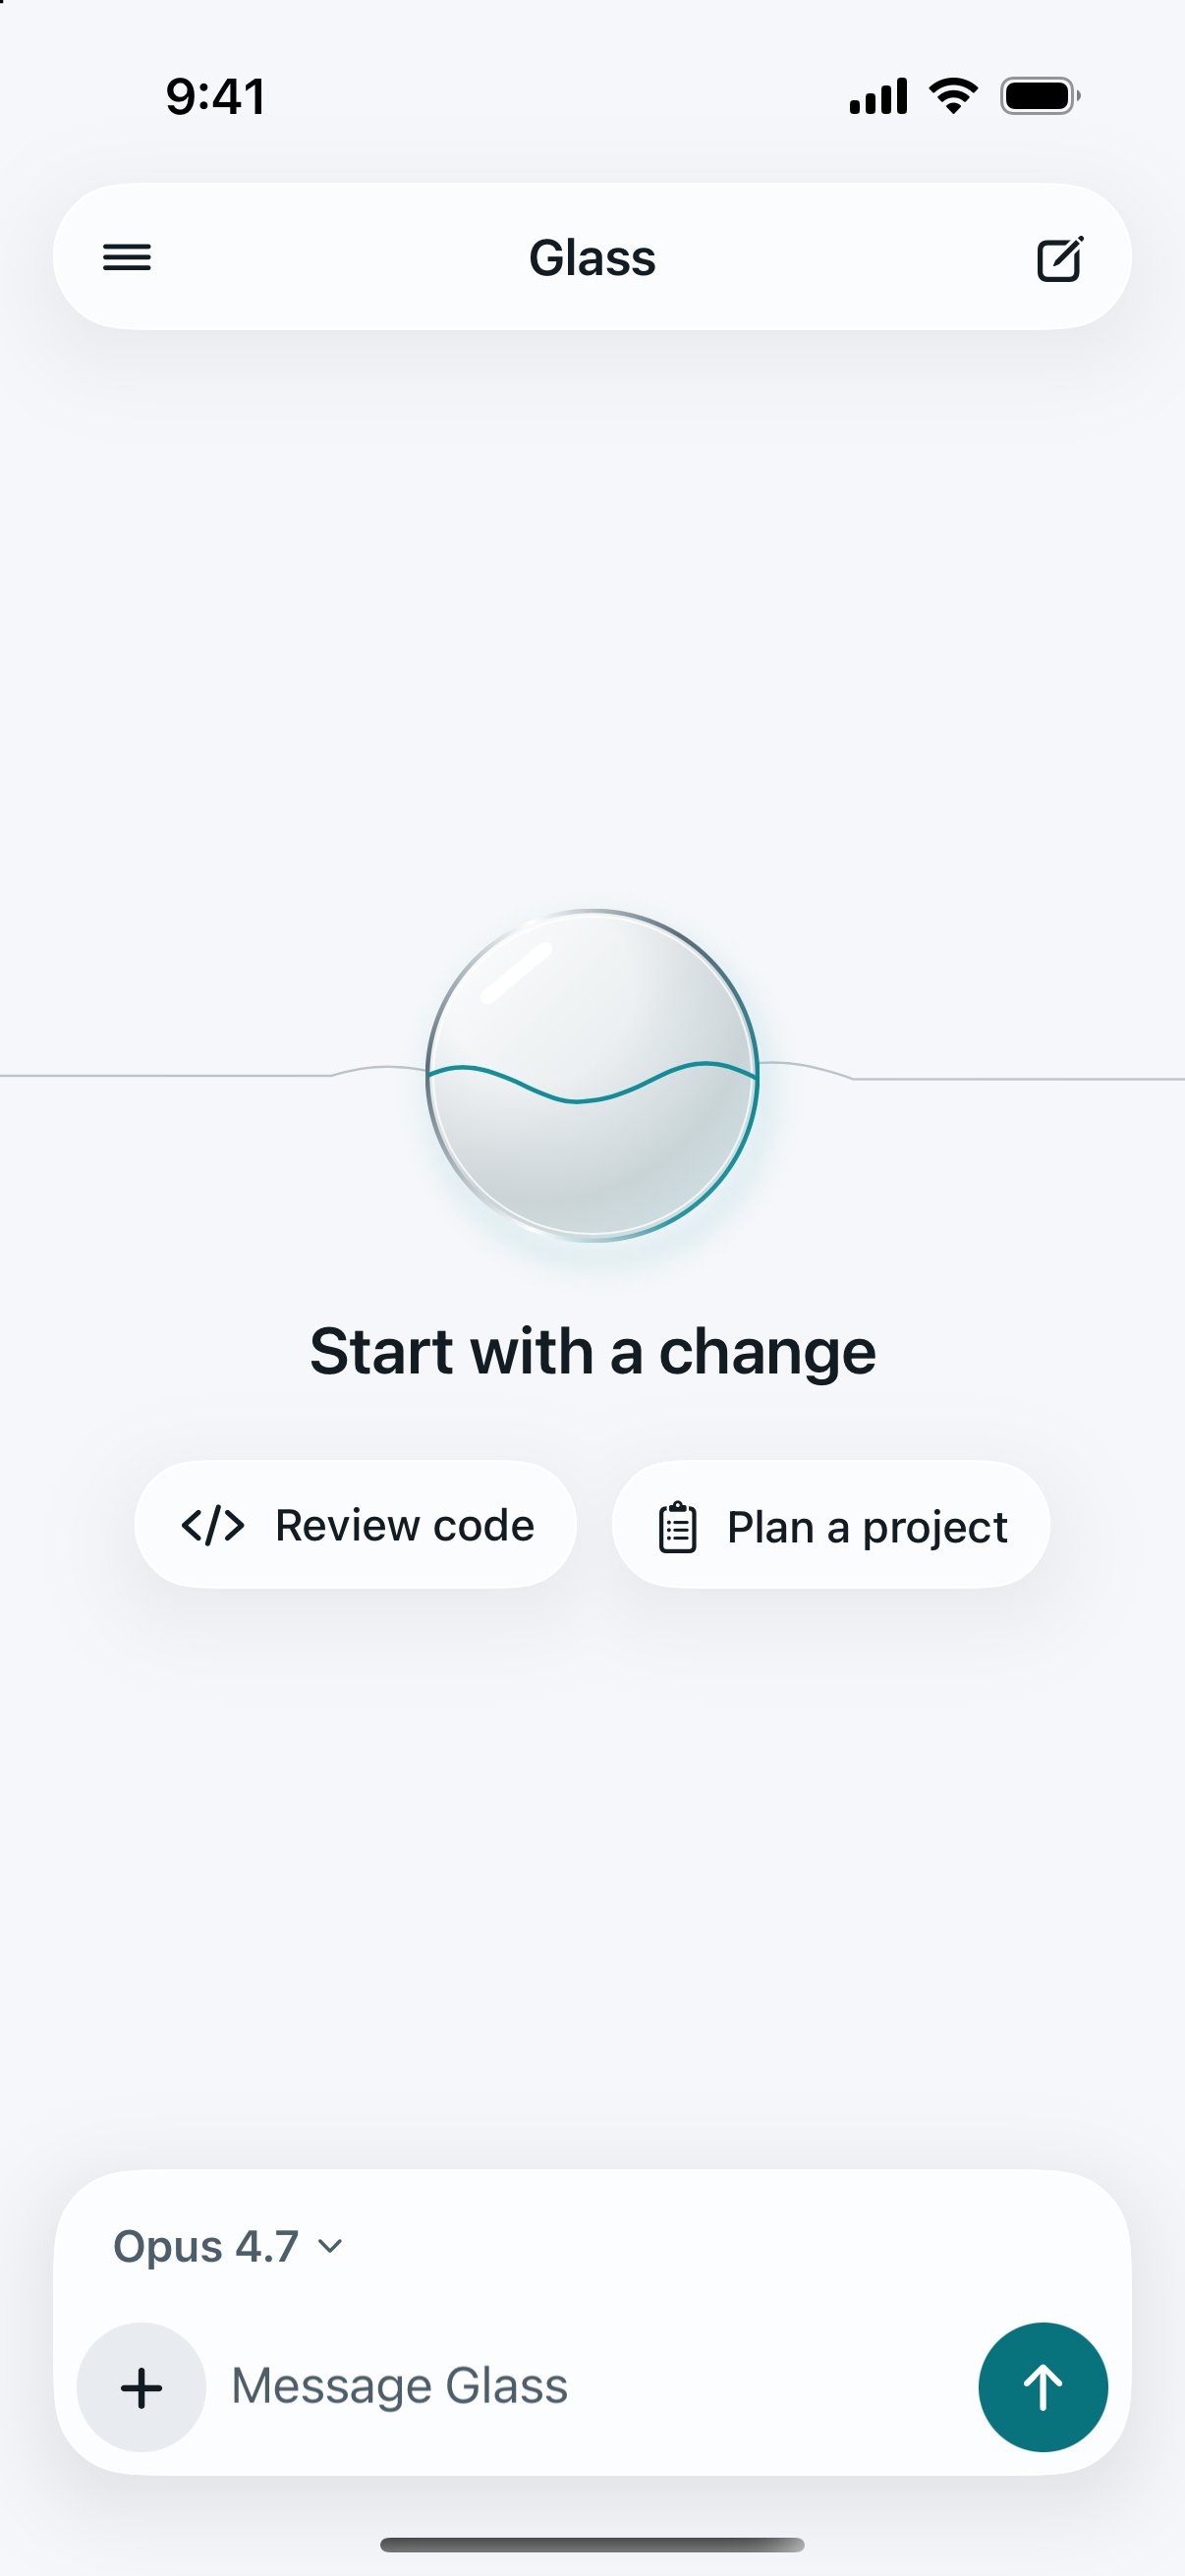 9:41
Glass
Start with a change
Review code
Plan a project
Opus 4.7
Message Glass